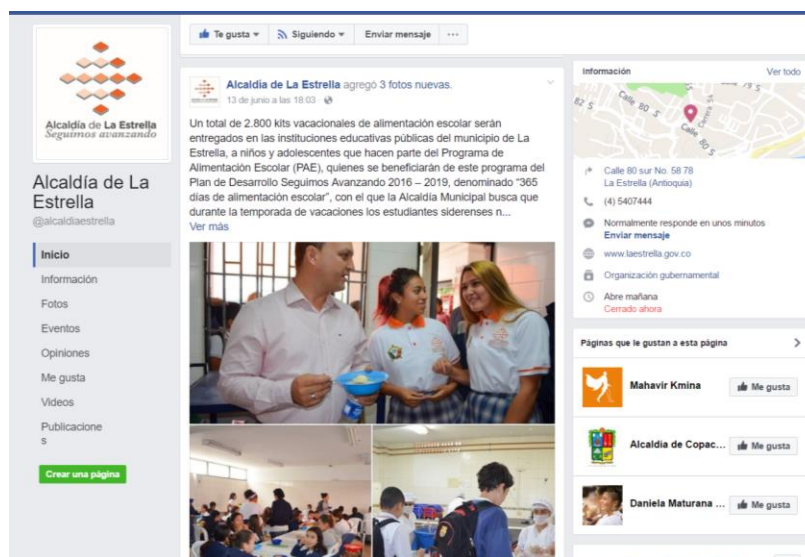 Te gusta
Siguiendo
Enviar mensaje
Alcaldía de La Estrella
Seguimos avanzando
Alcaldía de La
Estrella
@alcaldiaestrella
Inicio
Información
Fotos
Eventos
Opiniones
Me gusta
Videos
Publicacione
s
Crear una página
Alcaldía de La Estrella agregó 3 fotos nuevas.
13 de junio a las 18:03
Un total de 2.800 kits vacacionales de alimentación escolar serán
entregados en las instituciones educativas públicas del municipio de La
Estrella, a niños y adolescentes que hacen parte del Programa de
Alimentación Escolar (PAE), quienes se beneficiarán de este programa del
Plan de Desarrollo Seguimos Avanzando 2016 – 2019, denominado “365
días de alimentación escolar”, con el que la Alcaldía Municipal busca que
durante la temporada de vacaciones los estudiantes siderenses n...
Ver más
Información
Ver todo
82 S
Calle 80 S
Calle 80
Calle 80 sur No. 58 78
La Estrella (Antioquia)
(4) 5407444
Normalmente responde en unos minutos
Enviar mensaje
www.laestrella.gov.co
Organización gubernamental
Abre mañana
Cerrado ahora
Páginas que le gustan a esta página
Mahavir Kmina
Me gusta
Alcaldia de Copac...
Me gusta
Daniela Maturana ...
Me gusta